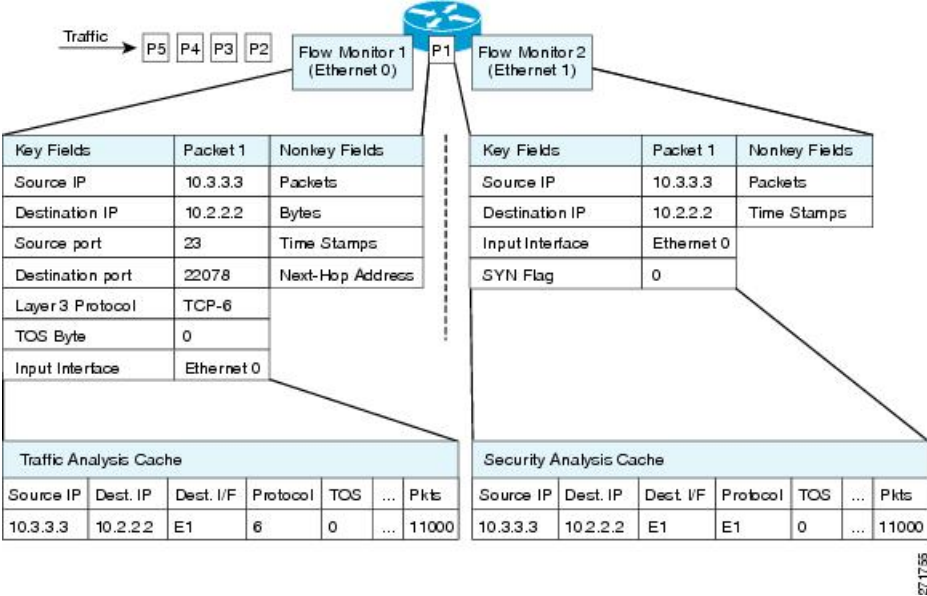 Traffic
P5 P4 P3 P2
Flow Monitor 1
(Ethernet 0)
P1
Flow Monitor 2
(Ethernet 1)
Key Fields Packet 1 Nonkey Fields
Source IP 10.3.3.3 Packets
Destination IP 10.2.2.2 Bytes
Source port 23 Time Stamps
Destination port 22078 Next-Hop Address
Layer 3 Protocol TCP-6
TOS Byte 0
Input Interface Ethernet 0
Key Fields Packet 1 Nonkey Fields
Source IP 10.3.3.3 Packets
Destination IP 10.2.2.2 Time Stamps
Input Interface Ethernet 0
SYN Flag 0
Traffic Analysis Cache
Source IP Dest. IP Dest. I/F Protocol TOS ... Pkts
10.3.3.3 10.2.2.2 E1 6 0 ... 11000
Security Analysis Cache
Source IP Dest. IP Dest. I/F Protocol TOS ... Pkts
10.3.3.3 10.2.2.2 E1 E1 0 ... 11000
271755